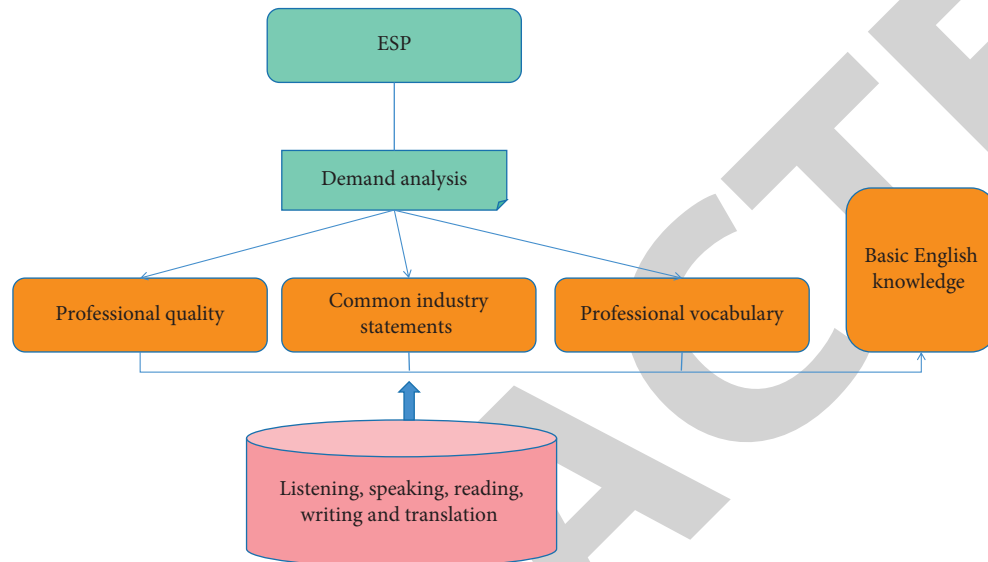 ESP
Demand analysis
Basic English
knowledge
Professional quality
Common industry
statements
Professional vocabulary
Listening, speaking, reading,
writing and translation
ACTE